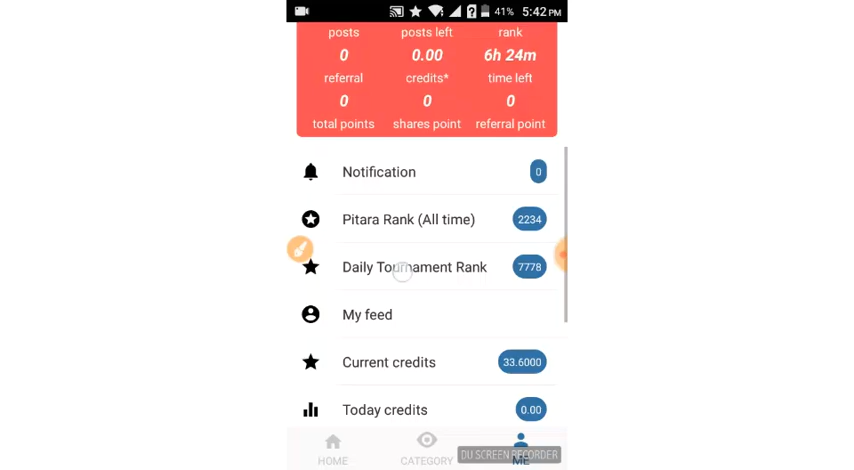 41% 5:42 PM
posts posts left rank
0 0.00 6h 24m
referral credits* time left
0 0 0
total points shares point referral point
Notification 0
Pitara Rank (All time) 2234
Daily Tournament Rank 7778
My feed
Current credits 33.6000
Today credits 0.00
HOME CATEGORY ME
DU SCREEN RECORDER